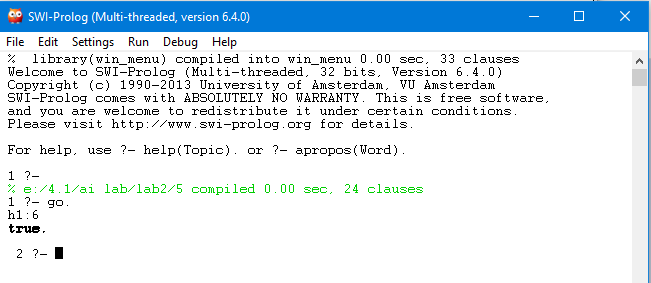 SWI-Prolog (Multi-threaded, version 6.4.0)
File Edit Settings Run Debug Help
% library(win_menu) compiled into win_menu 0.00 sec, 33 clauses
Welcome to SWI-Prolog (Multi-threaded, 32 bits, Version 6.4.0)
Copyright (c) 1990-2013 University of Amsterdam, VU Amsterdam
SWI-Prolog comes with ABSOLUTELY NO WARRANTY. This is free software,
and you are welcome to redistribute it under certain conditions.
Please visit http://www.swi-prolog.org for details.
For help, use ?- help(Topic). or ?- apropos(Word).
1 ?-
% e:/4.1/ai lab/lab2/5 compiled 0.00 sec, 24 clauses
1 ?- go.
h1:6
true.
2 ?-